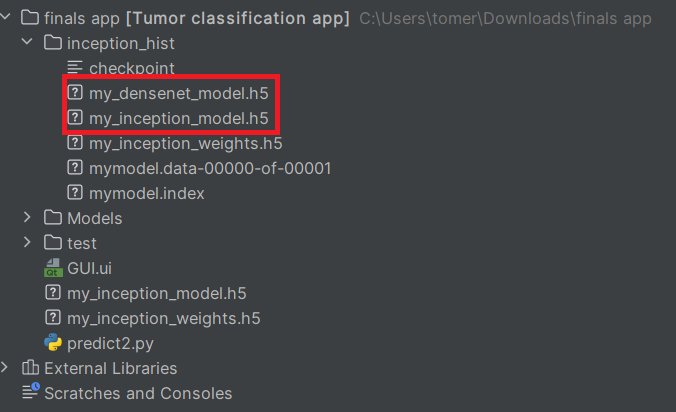 finals app [Tumor classification app] C:\Users\tomer\Downloads\finals app
inception_hist
checkpoint
my_densenet_model.h5
my_inception_model.h5
my_inception_weights.h5
mymodel.data-00000-of-00001
mymodel.index
Models
test
GUI.ui
my_inception_model.h5
my_inception_weights.h5
predict2.py
External Libraries
Scratches and Consoles